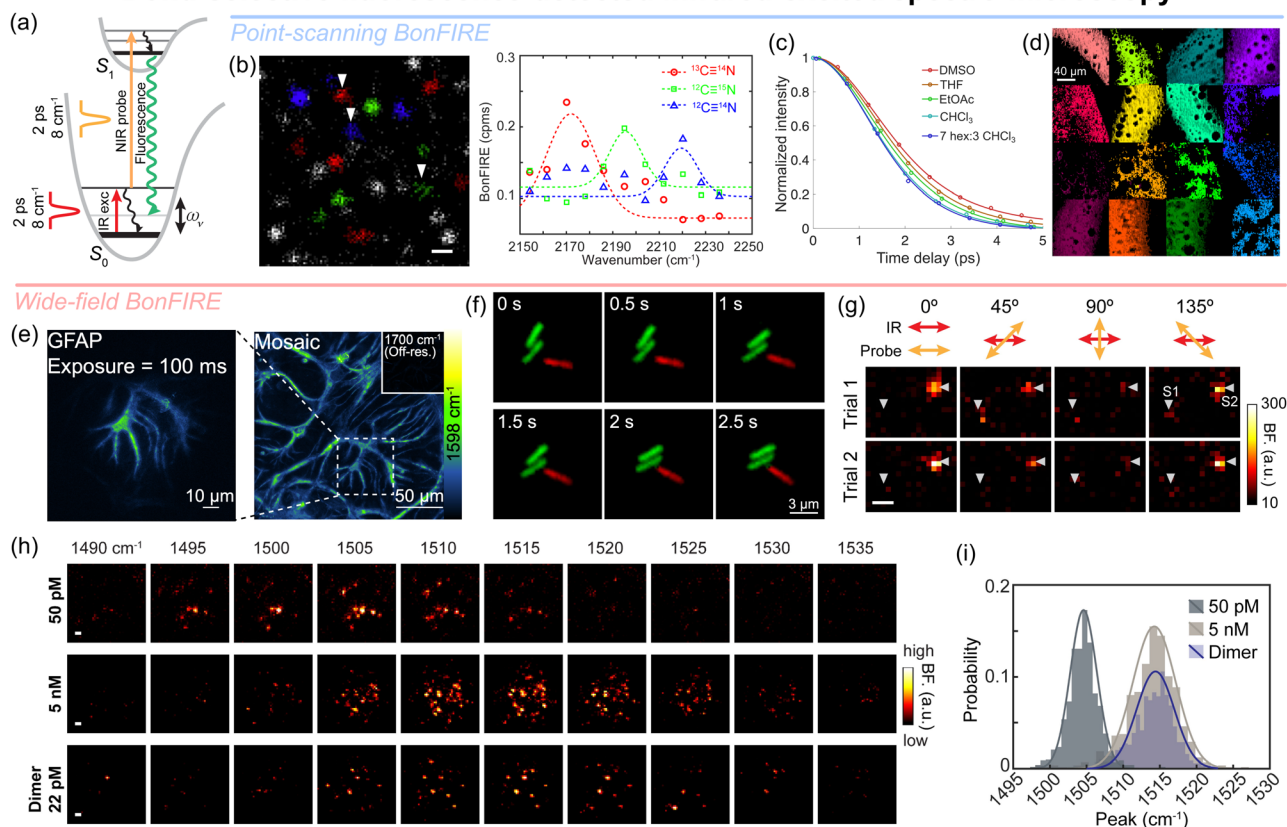 (a)
S1
2 ps
8 cm⁻¹
NIR probe
Fluorescence
2 ps
8 cm⁻¹
IR exc
ωᵥ
S0
Point-scanning BonFIRE
(b)
BonFIRE (cpms)
0.3
0.2
0.1
¹³C≡¹⁴N
¹²C≡¹⁵N
¹²C≡¹⁴N
2150 2170 2190 2210 2230 2250
Wavenumber (cm⁻¹)
(c)
Normalized intensity
1
0.8
0.6
0.4
0.2
0
DMSO
THF
EtOAc
CHCl₃
7 hex:3 CHCl₃
0 1 2 3 4 5
Time delay (ps)
(d)
40 µm
Wide-field BonFIRE
(e)
GFAP
Exposure = 100 ms
10 µm
Mosaic
1700 cm⁻¹
(Off-res.)
50 µm
1598 cm⁻¹
(f)
0 s 0.5 s 1 s
1.5 s 2 s 2.5 s
3 µm
(g)
0º 45º 90º 135º
IR
Probe
Trial 1
S1
S2
Trial 2
300
BF. (a.u.)
10
(h)
1490 cm⁻¹ 1495 1500 1505 1510 1515 1520 1525 1530 1535
50 pM
5 nM
Dimer
22 pM
high
BF. (a.u.)
low
(i)
Probability
0.2
0.1
0
50 pM
5 nM
Dimer
1495 1500 1505 1510 1515 1520 1525 1530
Peak (cm⁻¹)